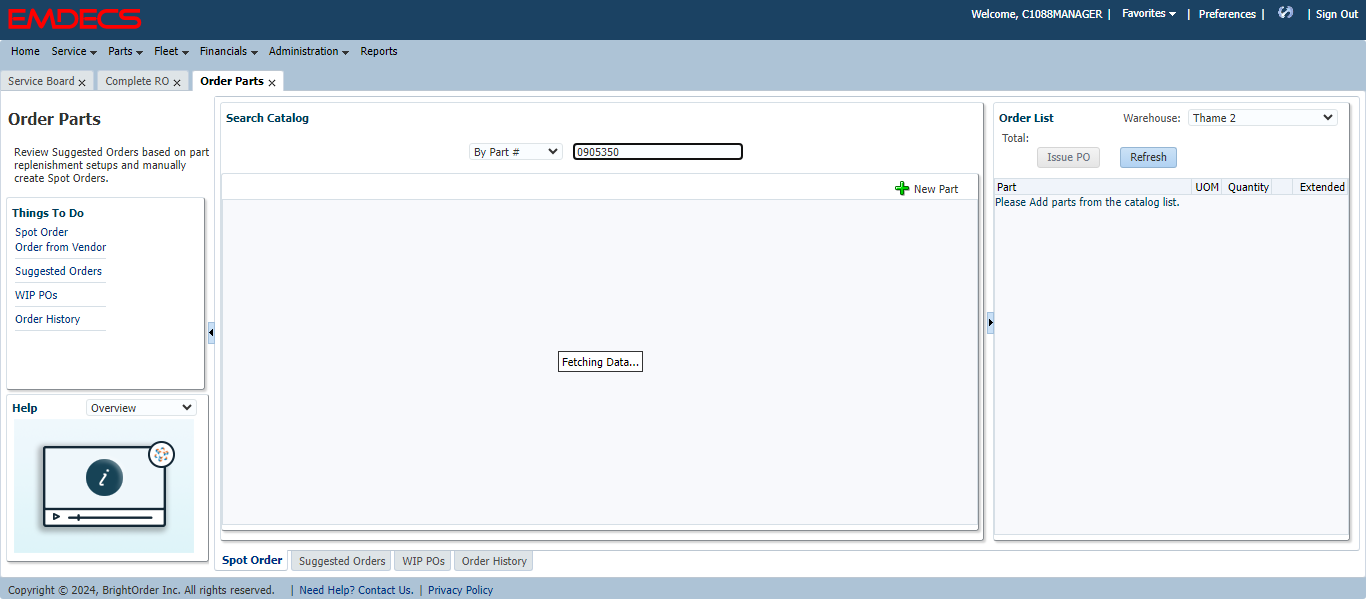 EMDECS
Welcome, C1088MANAGER | Favorites | Preferences | | Sign Out
Home Service Parts Fleet Financials Administration Reports
Service Board x Complete RO x Order Parts x
Order Parts
Review Suggested Orders based on part
replenishment setups and manually
create Spot Orders.
Things To Do
Spot Order
Order from Vendor
Suggested Orders
WIP POs
Order History
Help Overview
i
Search Catalog
By Part # 0905350
New Part
Fetching Data...
Order List Warehouse: Thame 2
Total:
Issue PO Refresh
Part UOM Quantity Extended
Please Add parts from the catalog list.
Spot Order Suggested Orders WIP POs Order History
Copyright © 2024, BrightOrder Inc. All rights reserved. | Need Help? Contact Us. | Privacy Policy